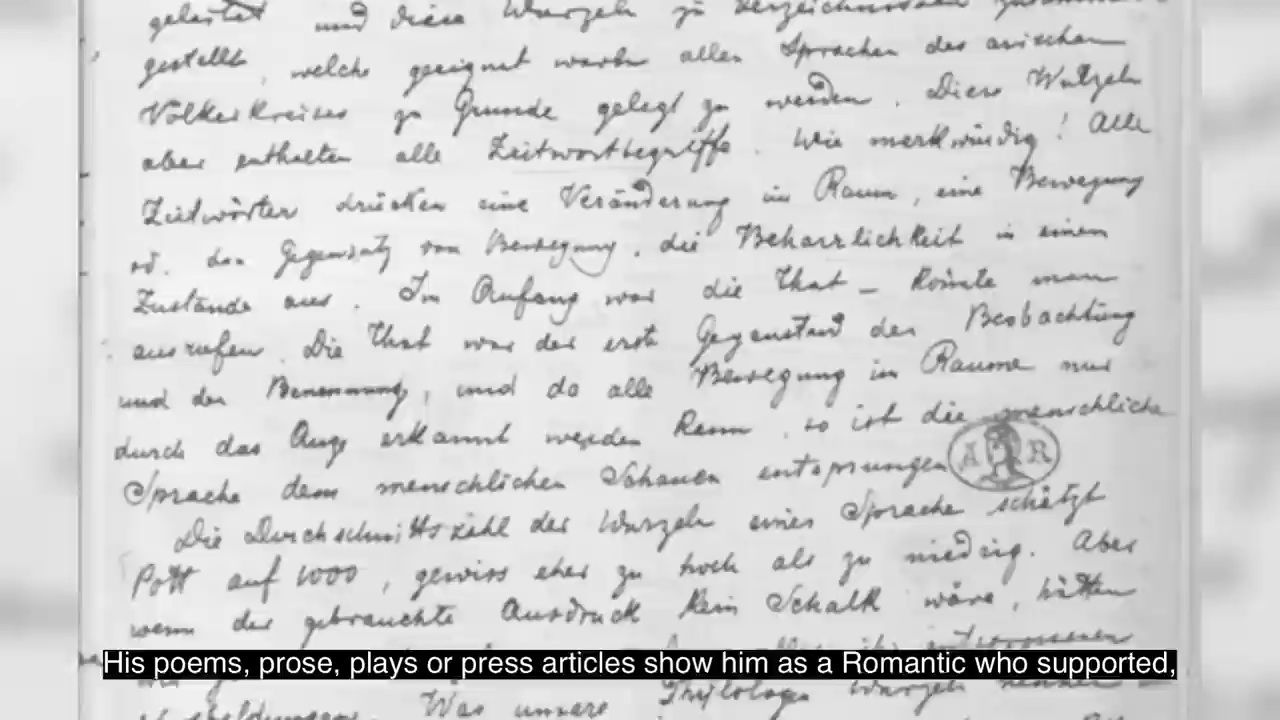 geleitet und diese Wurzeln zu Verzeichnissen
gestellt, welche geeignet waren allen Sprachen des arischen
Völkerkreises zu Grunde gelegt zu werden. Diese Wurzeln
aber enthalten alle Zeitwortbegriffe. Wie merkwürdig! Alle
Zeitwörter drücken eine Veränderung im Raum, eine Bewegung
od. den Gegensatz von Bewegung, die Beharrlichkeit in einem
Zustande aus. Im Anfang war die That – könnte man
ausrufen. Die That war der erste Gegenstand der Beobachtung
und der Benennung, und da alle Bewegung im Raume nur
durch das Auge erkannt werden kann, so ist die menschliche
Sprache dem menschlichen Schauen entsprungen
A R
Die Durchschnittszahl der Wurzeln einer Sprache schätzt
Pott auf 1000, gewiss eher zu hoch als zu niedrig. Aber
wenn der gebrauchte Ausdruck kein Schalk wäre, hätten
His poems, prose, plays or press articles show him as a Romantic who supported,
Was unsere Philologen Wurzeln nennen